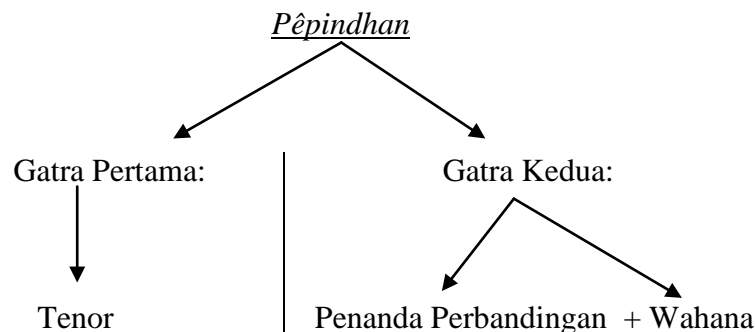 Pêpindhan
Gatra Pertama: Gatra Kedua:
Tenor Penanda Perbandingan + Wahana